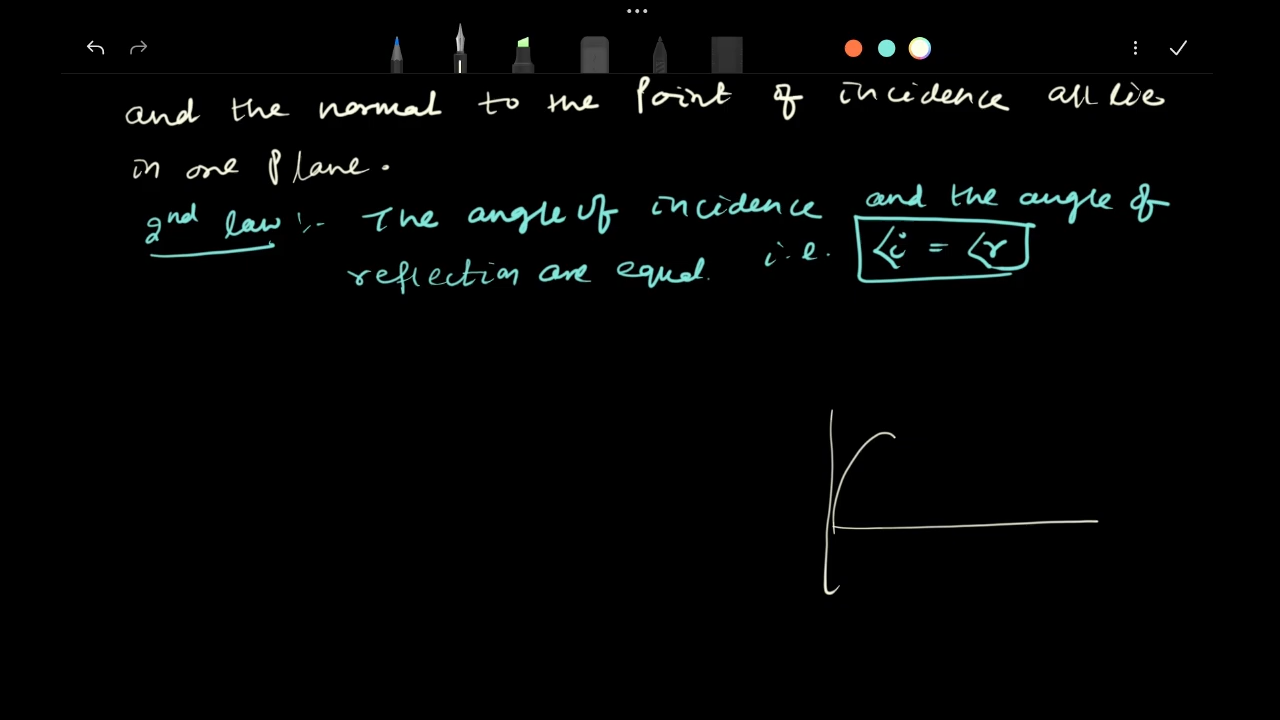 and the normal to the Point of incidence all lies
in one Plane.
2nd law :- The angle of incidence and the angle of
reflection are equal. i.e. ∠i = ∠r